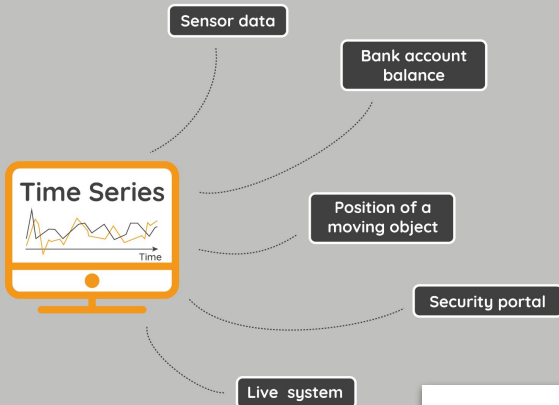 Sensor data
Bank account
balance
Time Series
Time
Position of a
moving object
Security portal
Live system